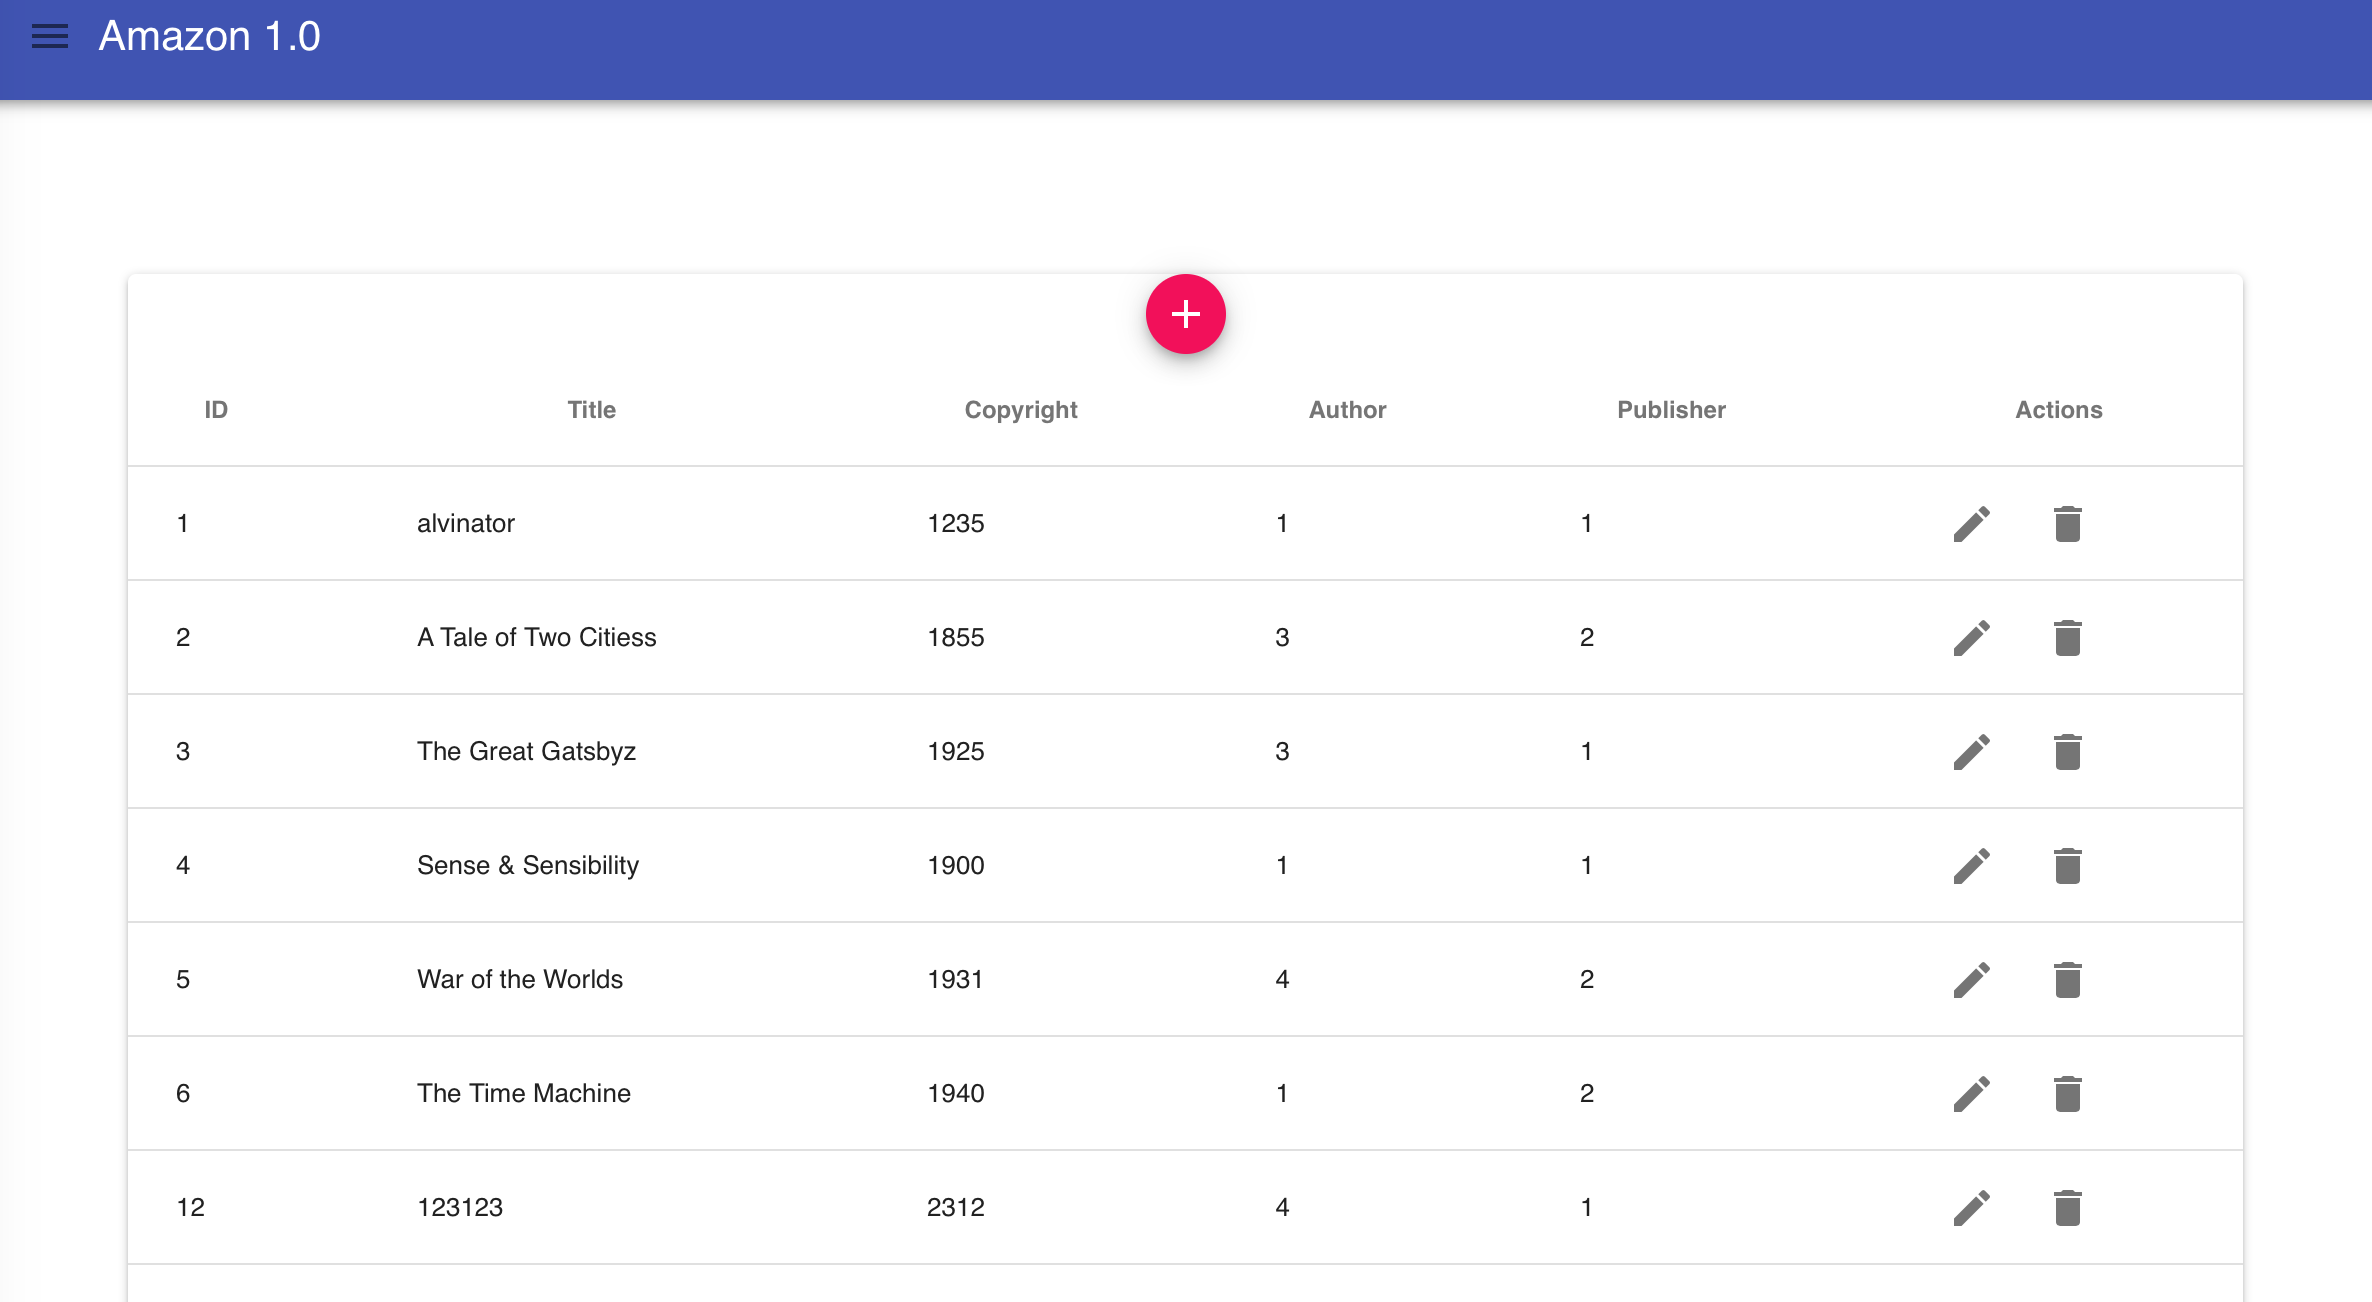 Amazon 1.0
ID Title Copyright Author Publisher Actions
1 alvinator 1235 1 1
2 A Tale of Two Citiess 1855 3 2
3 The Great Gatsbyz 1925 3 1
4 Sense & Sensibility 1900 1 1
5 War of the Worlds 1931 4 2
6 The Time Machine 1940 1 2
12 123123 2312 4 1